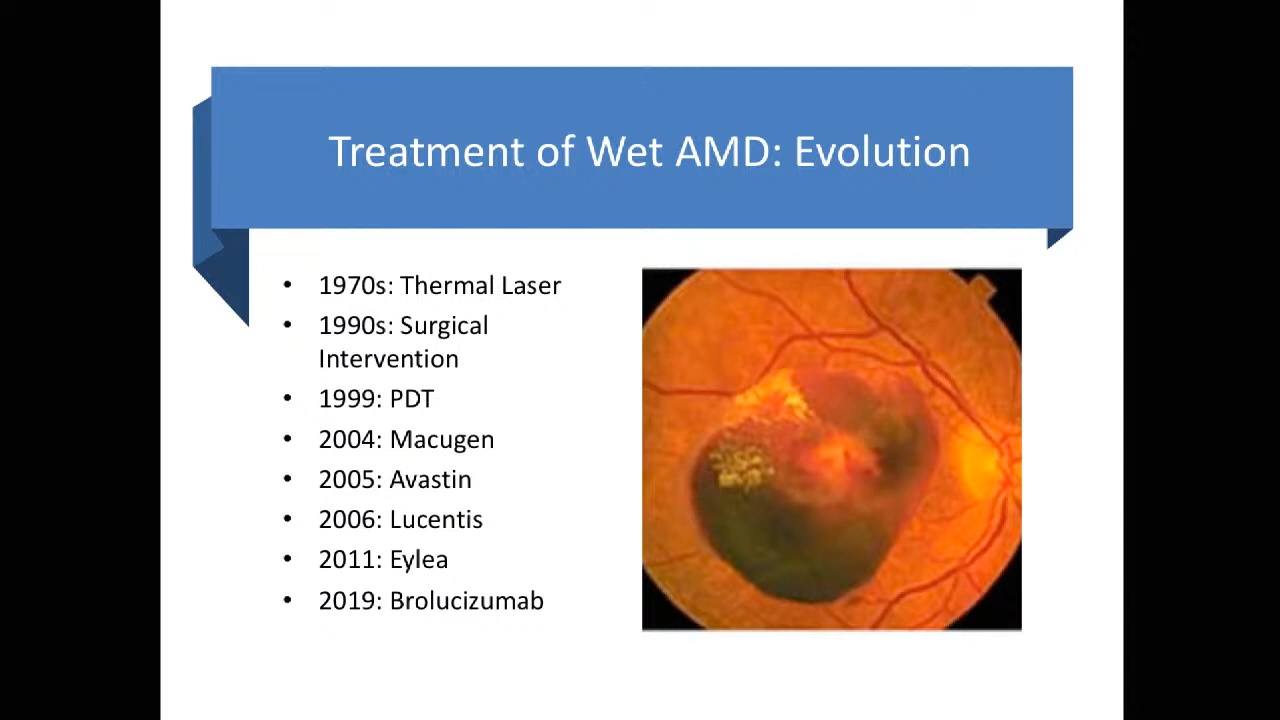 Treatment of Wet AMD: Evolution
• 1970s: Thermal Laser
• 1990s: Surgical
Intervention
• 1999: PDT
• 2004: Macugen
• 2005: Avastin
• 2006: Lucentis
• 2011: Eylea
• 2019: Brolucizumab